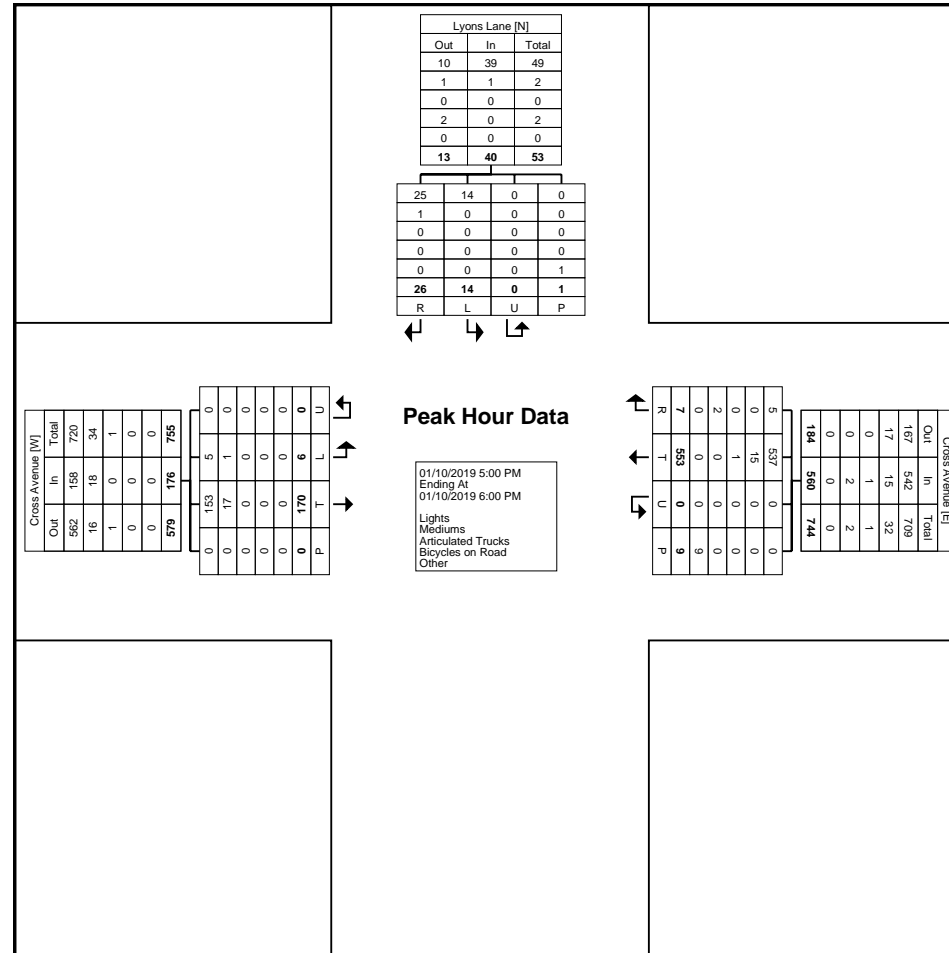 Lyons Lane [N]
Out In Total
10 39 49
1 1 2
0 0 0
2 0 2
0 0 0
13 40 53
25 14 0 0
1 0 0 0
0 0 0 0
0 0 0 0
0 0 0 1
26 14 0 1
R L U P
Cross Avenue [W]
Out In Total
562 158 720
16 18 34
1 0 1
0 0 0
0 0 0
579 176 755
0 153 5 0
0 17 1 0
0 0 0 0
0 0 0 0
0 0 0 0
0 170 6 0
P T L U
Peak Hour Data
01/10/2019 5:00 PM
Ending At
01/10/2019 6:00 PM
Lights
Mediums
Articulated Trucks
Bicycles on Road
Other
Cross Avenue [E]
Out In Total
167 542 709
17 15 32
0 1 1
0 2 2
0 0 0
184 560 744
5 537 0 0
0 15 0 0
0 1 0 0
2 0 0 0
0 0 0 9
7 553 0 9
R T U P